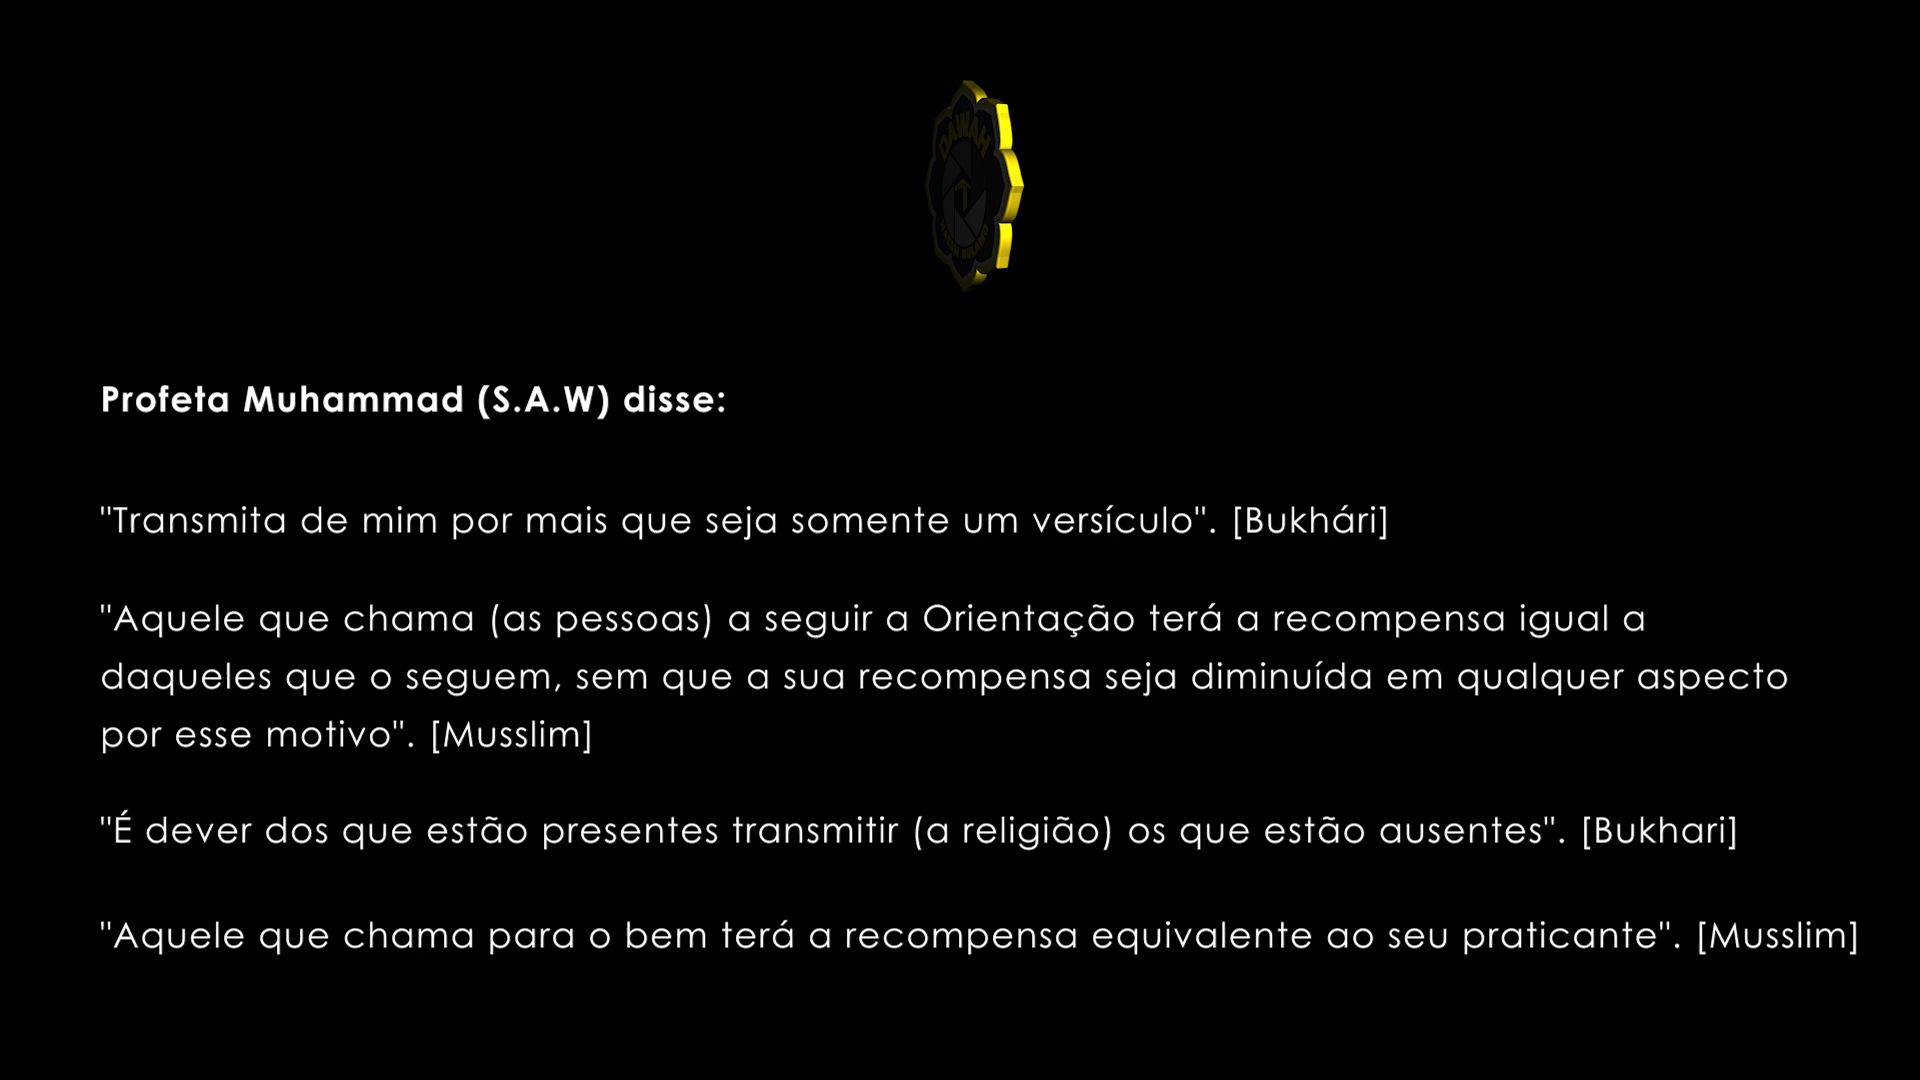 DAWAH
Profeta Muhammad (S.A.W) disse:
"Transmita de mim por mais que seja somente um versículo". [Bukhári]
"Aquele que chama (as pessoas) a seguir a Orientação terá a recompensa igual a
daqueles que o seguem, sem que a sua recompensa seja diminuída em qualquer aspecto
por esse motivo". [Musslim]
"É dever dos que estão presentes transmitir (a religião) os que estão ausentes". [Bukhari]
"Aquele que chama para o bem terá a recompensa equivalente ao seu praticante". [Musslim]